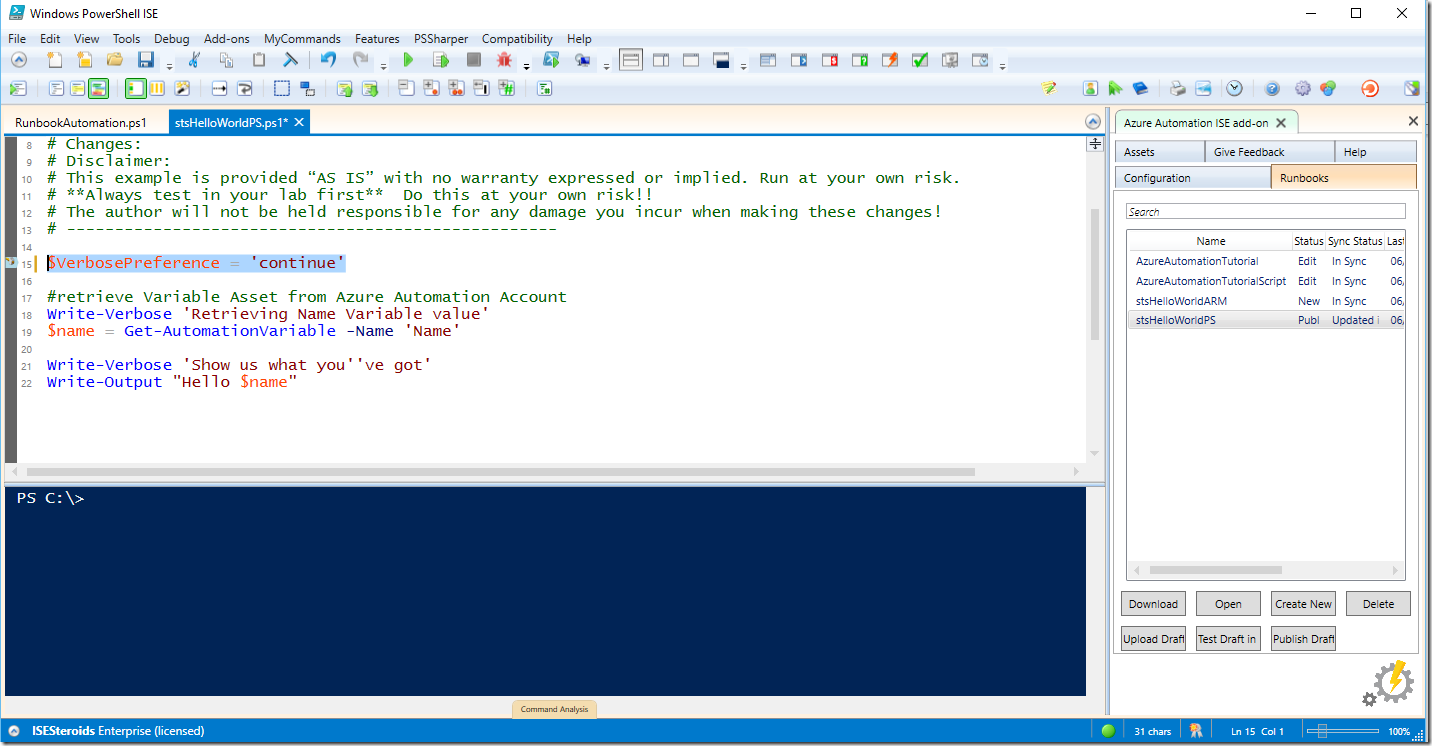 Windows PowerShell ISE
File Edit View Tools Debug Add-ons MyCommands Features PSSharper Compatibility Help
RunbookAutomation.ps1 stsHelloWorldPS.ps1*
8 # Changes:
9 # Disclaimer:
10 # This example is provided “AS IS” with no warranty expressed or implied. Run at your own risk.
11 # **Always test in your lab first**  Do this at your own risk!!
12 # The author will not be held responsible for any damage you incur when making these changes!
13 # ---------------------------------------------------
14
15 $VerbosePreference = 'continue'
16
17 #retrieve Variable Asset from Azure Automation Account
18 Write-Verbose 'Retrieving Name Variable value'
19 $name = Get-AutomationVariable -Name 'Name'
20
21 Write-Verbose 'Show us what you''ve got'
22 Write-Output "Hello $name"
PS C:\>
Command Analysis
Azure Automation ISE add-on
Assets Give Feedback Help
Configuration Runbooks
Search
Name Status Sync Status Last
AzureAutomationTutorial Edit In Sync 06/
AzureAutomationTutorialScript Edit In Sync 06/
stsHelloWorldARM New In Sync 06/
stsHelloWorldPS Publ Updated i 06/
Download Open Create New Delete
Upload Draft Test Draft in Publish Draft
ISESteroids Enterprise (licensed) 31 chars Ln 15 Col 1 100%